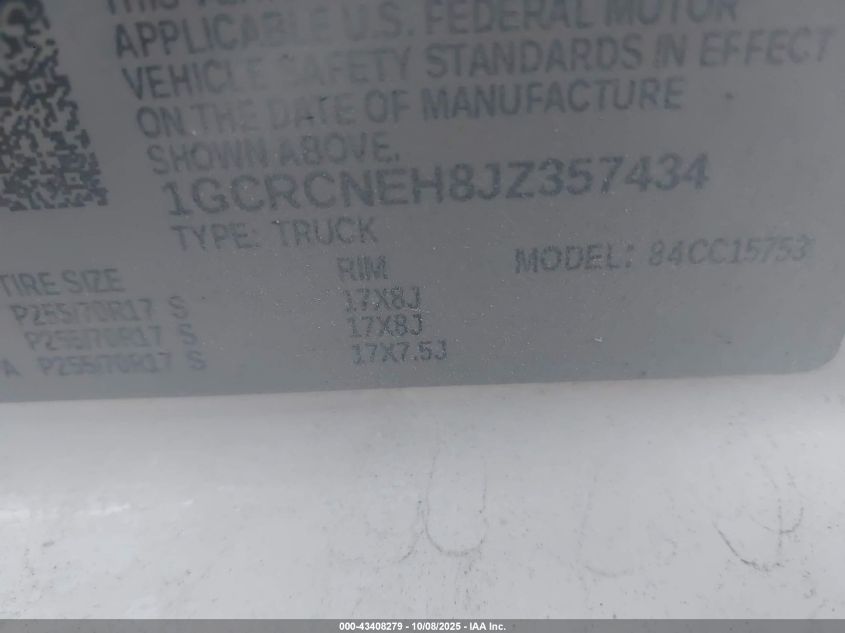 THIS VEH
APPLICABLE U.S. FEDERAL MOTOR
VEHICLE SAFETY STANDARDS IN EFFECT
ON THE DATE OF MANUFACTURE
SHOWN ABOVE.
1GCRCNEH8JZ357434
TYPE: TRUCK
MODEL: 84CC15753
TIRE SIZE RIM
P255/70R17 S 17X8J
P255/70R17 S 17X8J
A P255/70R17 S 17X7.5J
000-43408279 - 10/08/2025 - IAA Inc.